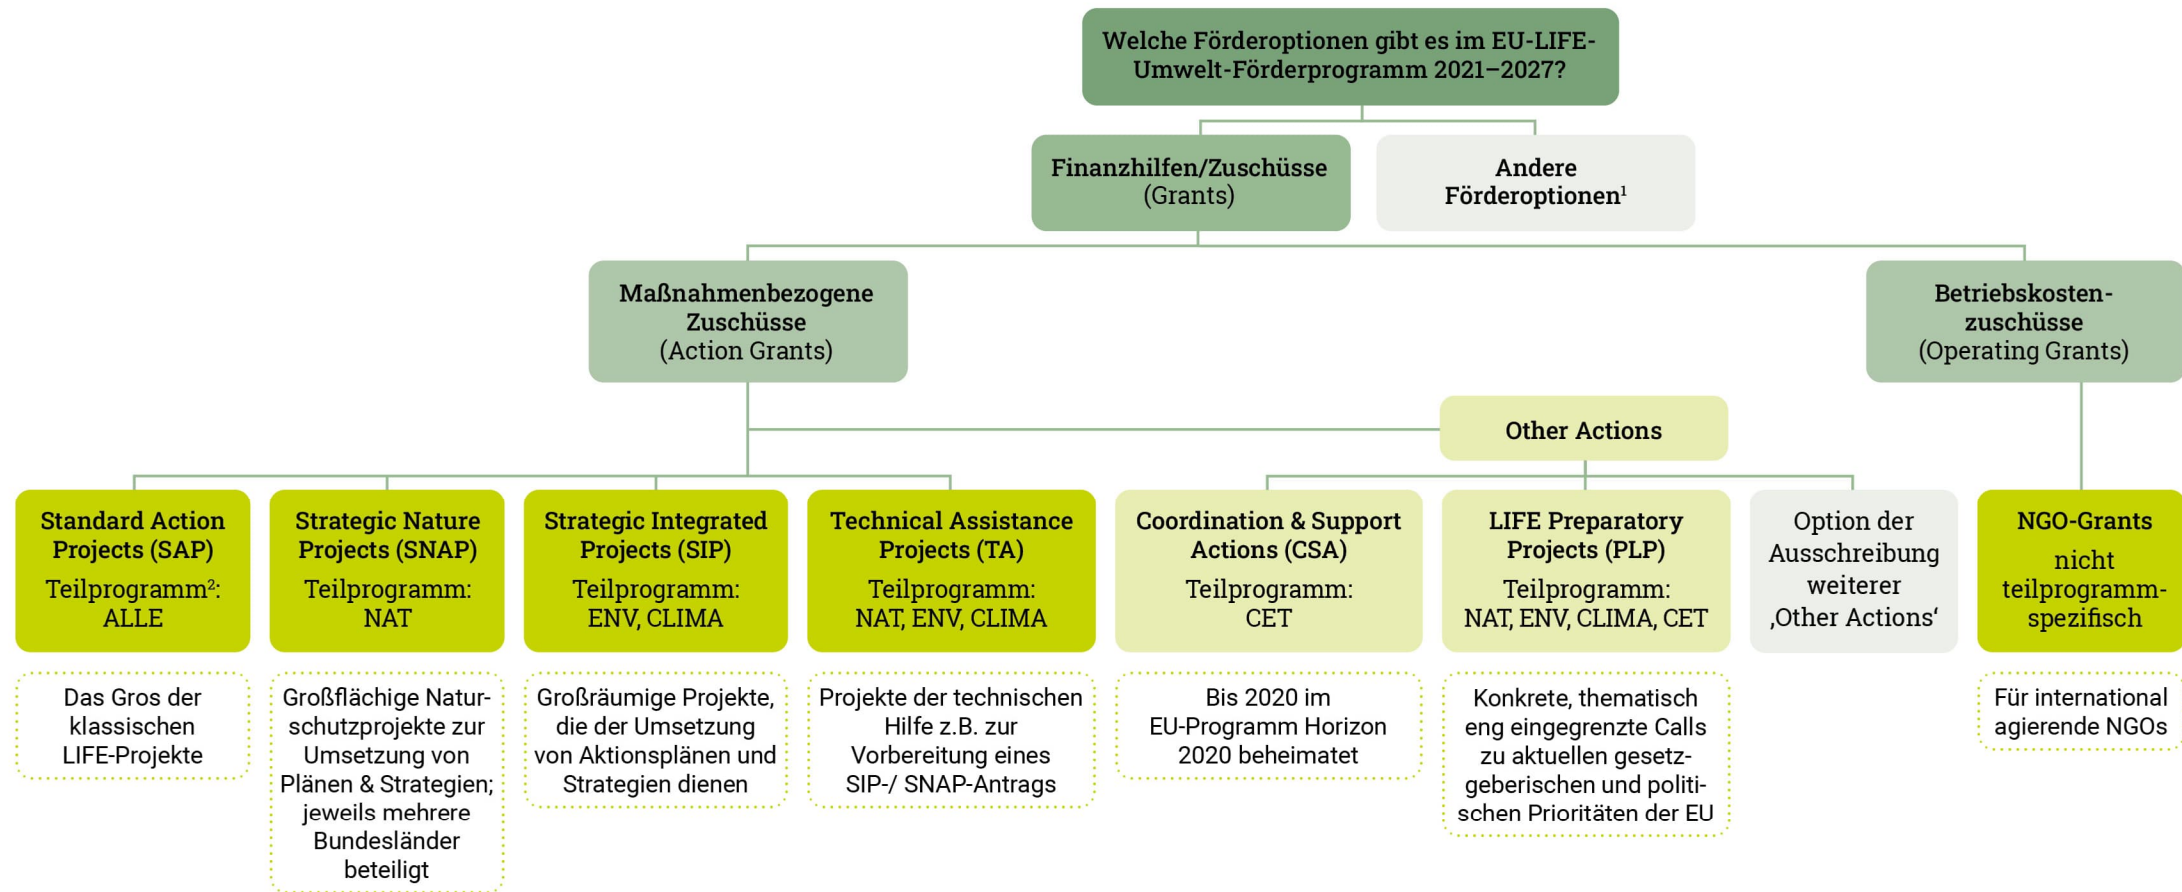 Welche Förderoptionen gibt es im EU-LIFE-
Umwelt-Förderprogramm 2021–2027?
Finanzhilfen/Zuschüsse
(Grants)
Andere
Förderoptionen¹
Maßnahmenbezogene
Zuschüsse
(Action Grants)
Betriebskosten-
zuschüsse
(Operating Grants)
Other Actions
Standard Action
Projects (SAP)
Teilprogramm²:
ALLE
Strategic Nature
Projects (SNAP)
Teilprogramm:
NAT
Strategic Integrated
Projects (SIP)
Teilprogramm:
ENV, CLIMA
Technical Assistance
Projects (TA)
Teilprogramm:
NAT, ENV, CLIMA
Coordination & Support
Actions (CSA)
Teilprogramm:
CET
LIFE Preparatory
Projects (PLP)
Teilprogramm:
NAT, ENV, CLIMA, CET
Option der
Ausschreibung
weiterer
‚Other Actions‘
NGO-Grants
nicht
teilprogramm-
spezifisch
Das Gros der
klassischen
LIFE-Projekte
Großflächige Natur-
schutzprojekte zur
Umsetzung von
Plänen & Strategien;
jeweils mehrere
Bundesländer
beteiligt
Großräumige Projekte,
die der Umsetzung
von Aktionsplänen und
Strategien dienen
Projekte der technischen
Hilfe z.B. zur
Vorbereitung eines
SIP-/ SNAP-Antrags
Bis 2020 im
EU-Programm Horizon
2020 beheimatet
Konkrete, thematisch
eng eingegrenzte Calls
zu aktuellen gesetz-
geberischen und politi-
schen Prioritäten der EU
Für international
agierende NGOs